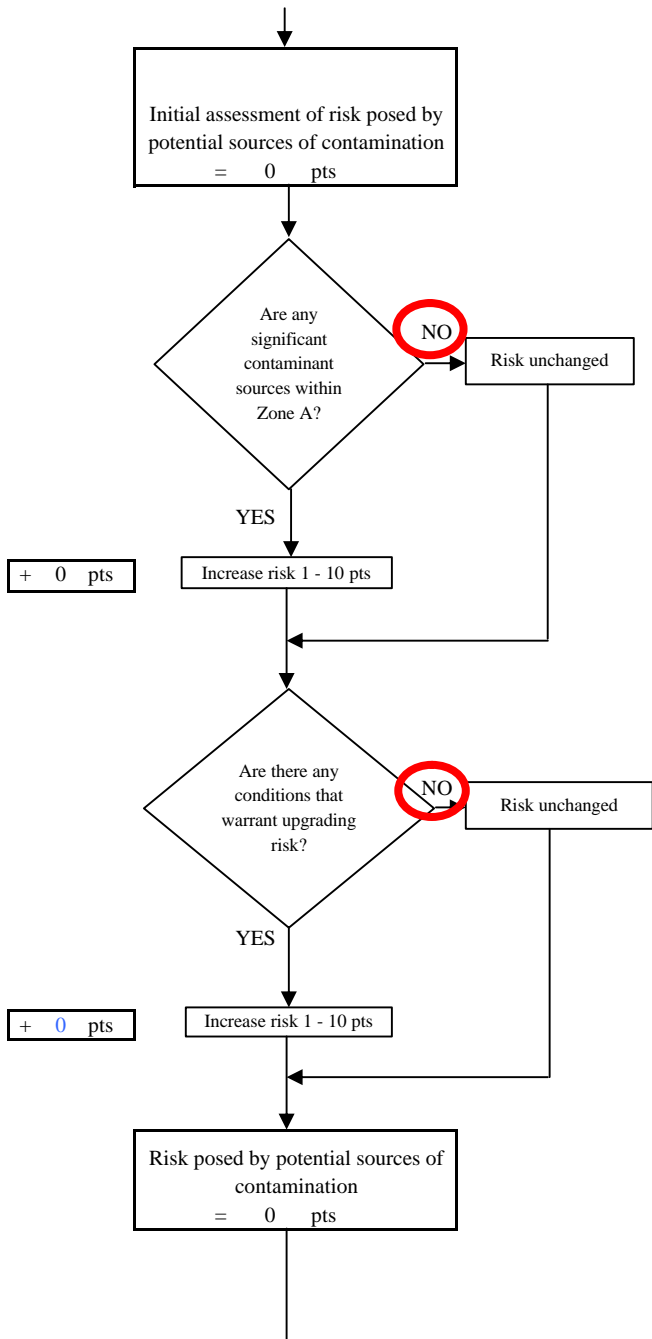 Initial assessment of risk posed by
potential sources of contamination
= 0 pts
Are any
significant
contaminant
sources within
Zone A?
NO
Risk unchanged
YES
+ 0 pts
Increase risk 1 - 10 pts
Are there any
conditions that
warrant upgrading
risk?
NO
Risk unchanged
YES
+ 0 pts
Increase risk 1 - 10 pts
Risk posed by potential sources of
contamination
= 0 pts